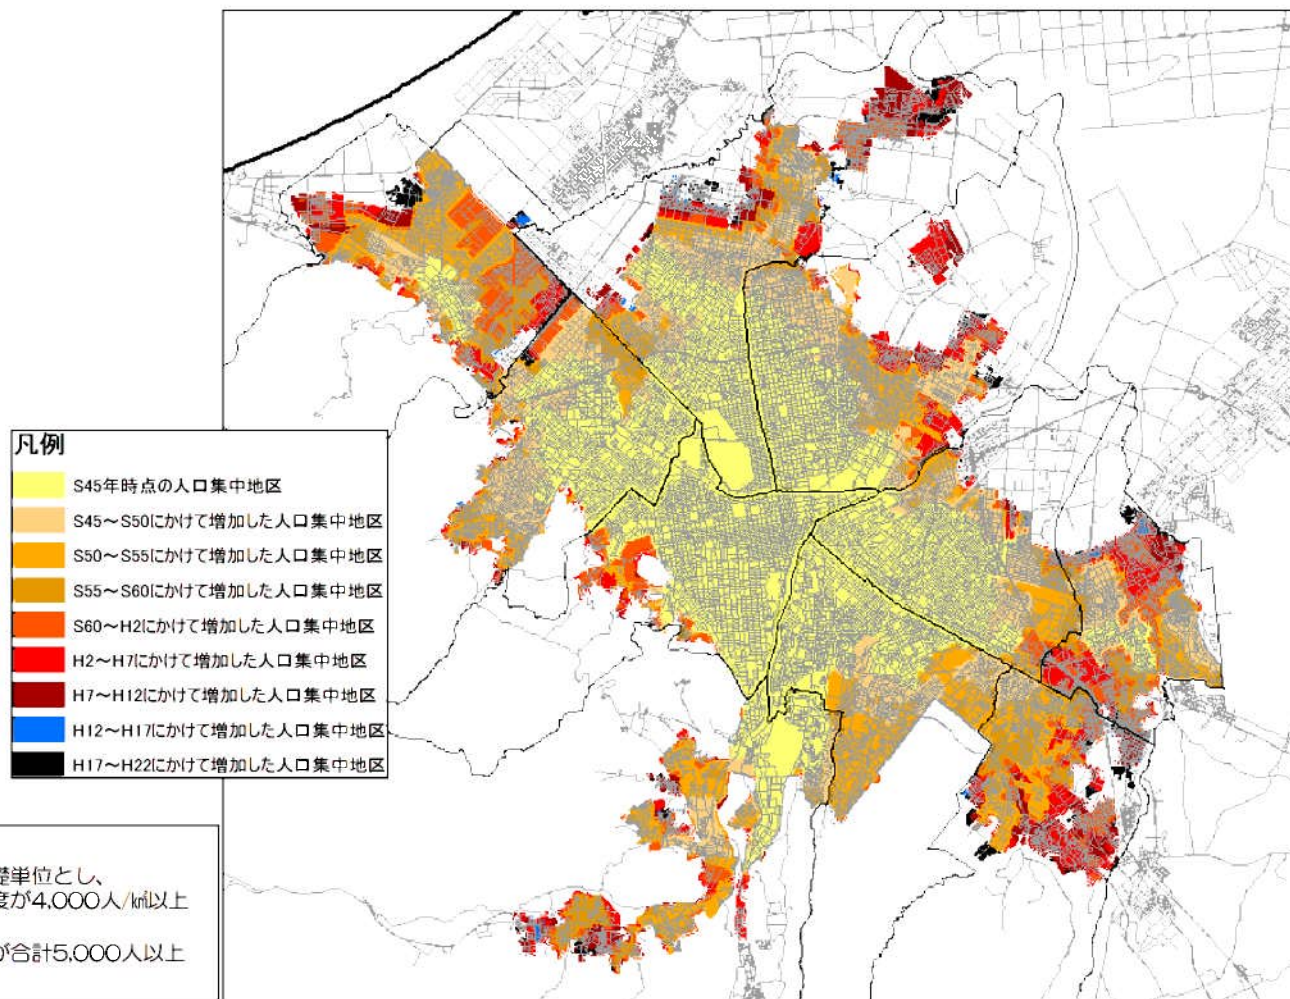 凡例
S45年時点の人口集中地区
S45～S50にかけて増加した人口集中地区
S50～S55にかけて増加した人口集中地区
S55～S60にかけて増加した人口集中地区
S60～H2にかけて増加した人口集中地区
H2～H7にかけて増加した人口集中地区
H7～H12にかけて増加した人口集中地区
H12～H17にかけて増加した人口集中地区
H17～H22にかけて増加した人口集中地区
礎単位とし、
度が4,000人/㎢以上
が合計5,000人以上